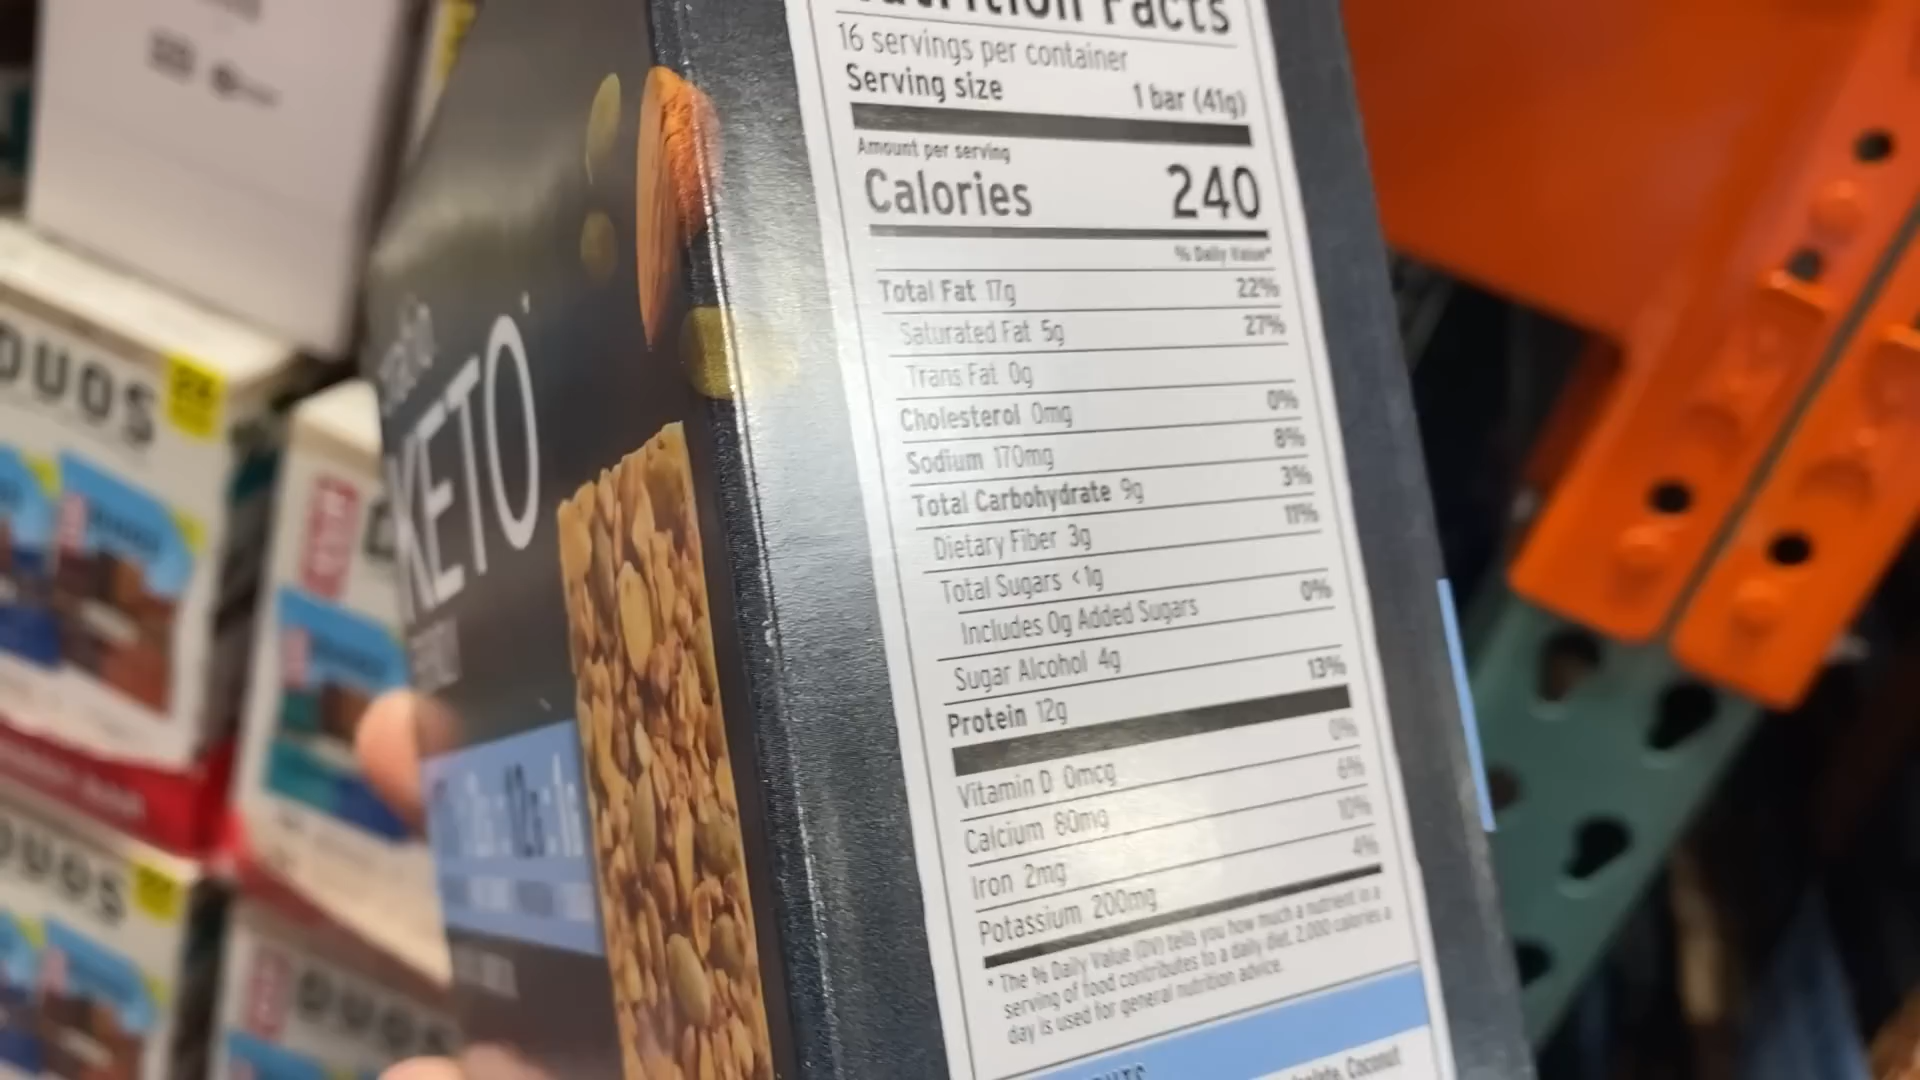 Nutrition Facts
16 servings per container
Serving size 1 bar (41g)
Amount per serving
Calories 240
% Daily Value*
Total Fat 17g 22%
Saturated Fat 5g 27%
Trans Fat 0g
Cholesterol 0mg 0%
Sodium 170mg 8%
Total Carbohydrate 9g 3%
Dietary Fiber 3g 11%
Total Sugars <1g
Includes 0g Added Sugars 0%
Sugar Alcohol 4g
Protein 12g 13%
Vitamin D 0mcg 0%
Calcium 80mg 6%
Iron 2mg 10%
Potassium 200mg 4%
* The % Daily Value (DV) tells you how much a nutrient in a
serving of food contributes to a daily diet. 2,000 calories a
day is used for general nutrition advice.
Coconut
KETO
DUOS
DUOS
DUOS